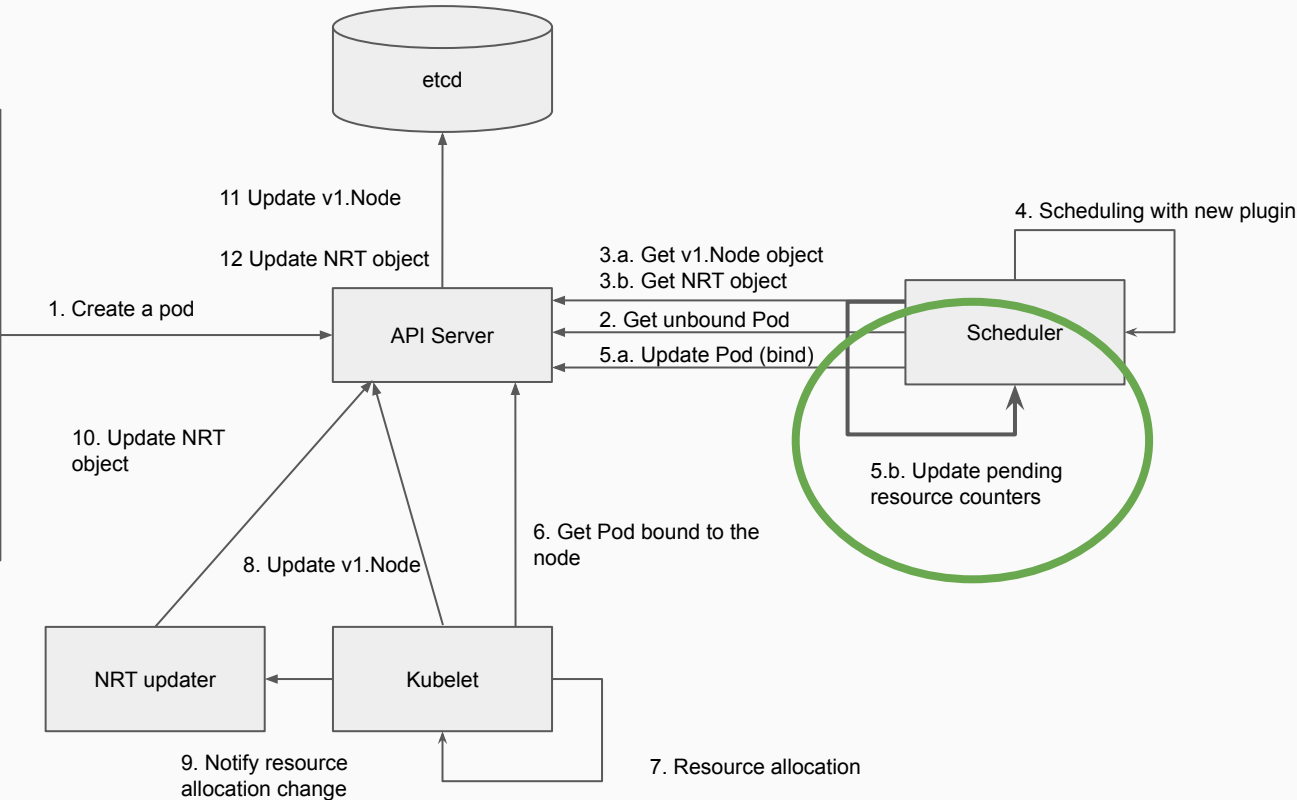 etcd
11 Update v1.Node
12 Update NRT object
4. Scheduling with new plugin
3.a. Get v1.Node object
3.b. Get NRT object
1. Create a pod
API Server
2. Get unbound Pod
Scheduler
5.a. Update Pod (bind)
10. Update NRT
object
5.b. Update pending
resource counters
6. Get Pod bound to the
node
8. Update v1.Node
NRT updater
Kubelet
9. Notify resource
allocation change
7. Resource allocation